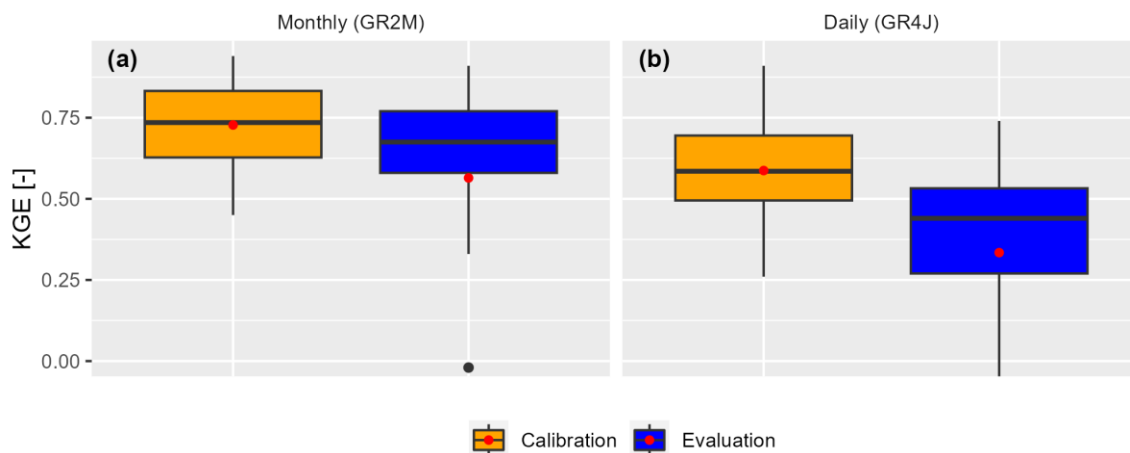 Monthly (GR2M)
Daily (GR4J)
(a)
(b)
KGE [-]
0.75
0.50
0.25
0.00
Calibration
Evaluation